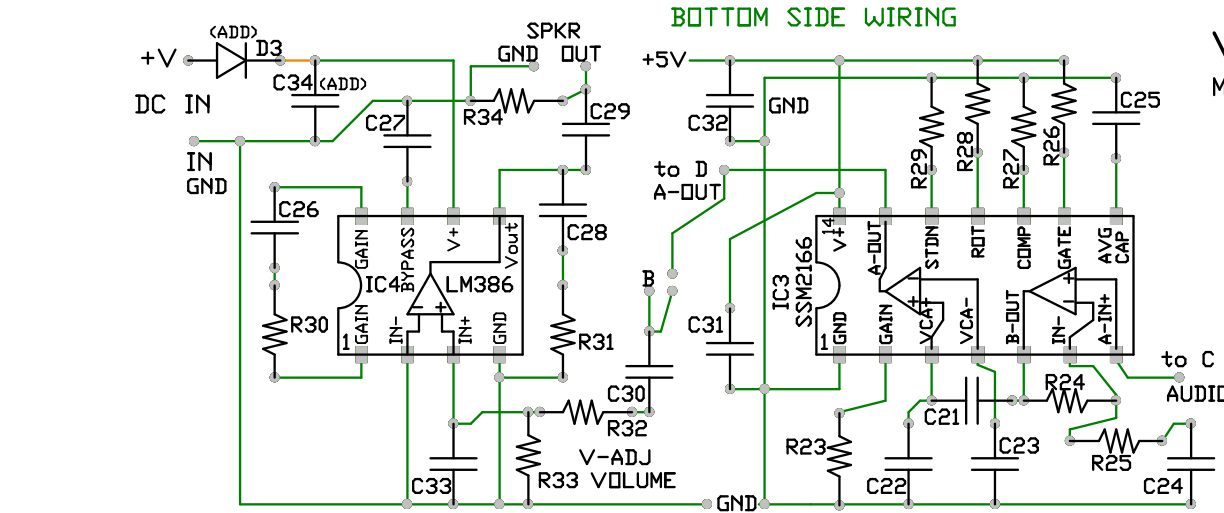 BOTTOM SIDE WIRING
(ADD)
+V
D3
SPKR
GND OUT
+5V
C34 (ADD)
DC IN
C27
R34
C29
C32
GND
C25
R29
R28
R27
R26
IN
GND
to D
A-OUT
C26
C28
GAIN
BYPASS
V+
Vout
14
V+
A-OUT
STDN
ROT
COMP
GATE
AVG
CAP
IC4
LM386
B
IC3
SSM2166
R30
1
GAIN
IN-
IN+
GND
- +
R31
C31
1
GND
GAIN
VCA+
VCA-
B-OUT
IN-
A-IN+
-
+
+
-
to C
AUDIO
C30
R32
R24
C21
R23
C23
R25
V-ADJ
VOLUME
C33
R33
C22
C24
GND